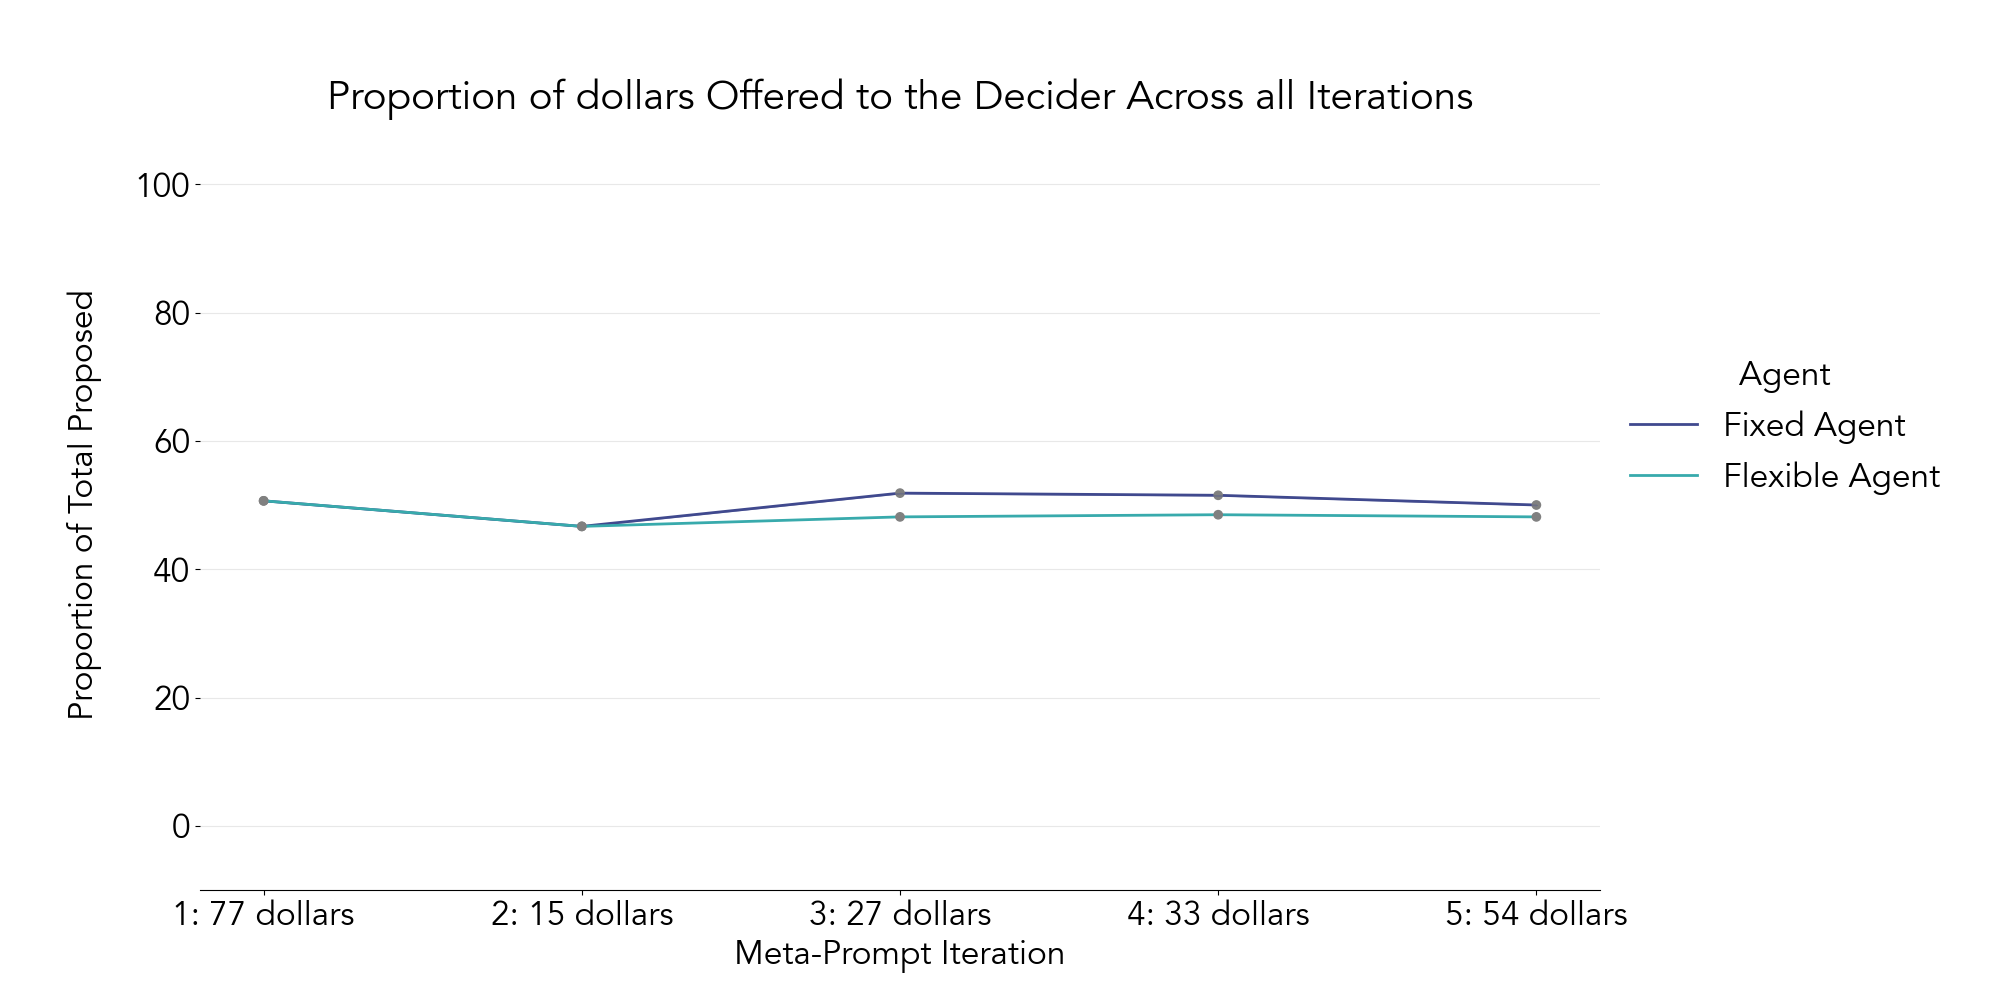 Proportion of dollars Offered to the Decider Across all Iterations
100
80
60
40
20
0
Proportion of Total Proposed
1: 77 dollars
2: 15 dollars
3: 27 dollars
4: 33 dollars
5: 54 dollars
Meta-Prompt Iteration
Agent
Fixed Agent
Flexible Agent